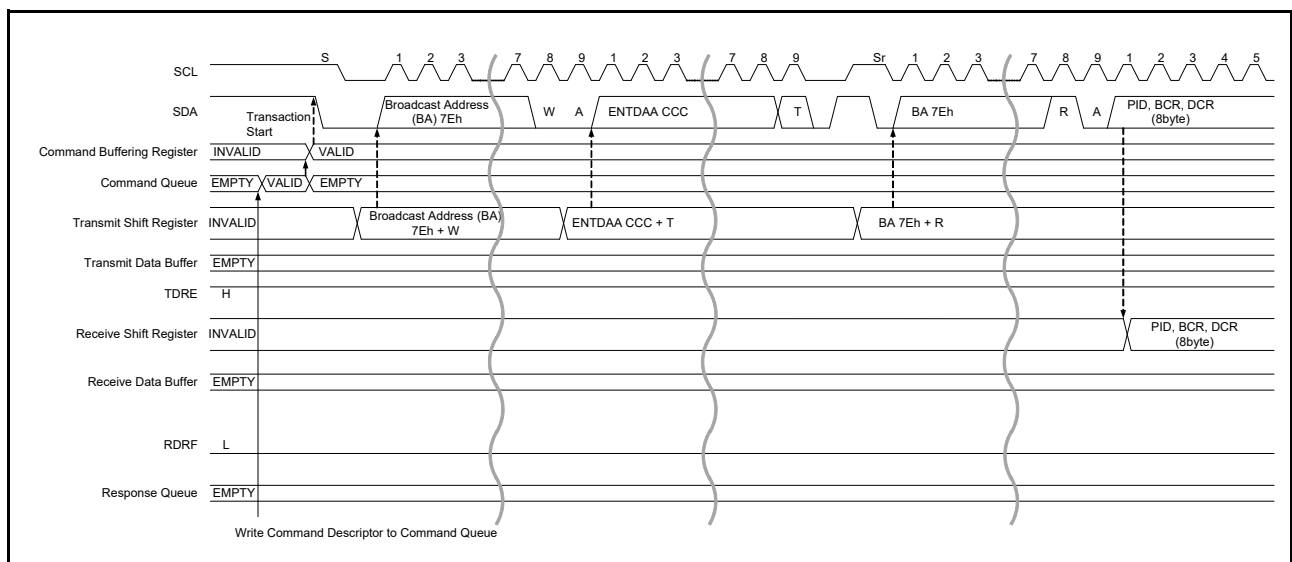 S 1 2 3 7 8 9 1 2 3 7 8 9 Sr 1 2 3 7 8 9 1 2 3 4 5
SCL
SDA
Transaction
Start
Broadcast Address
(BA) 7Eh
W A ENTDAA CCC T BA 7Eh R A
PID, BCR, DCR
(8byte)
Command Buffering Register INVALID VALID
Command Queue EMPTY VALID EMPTY
Transmit Shift Register INVALID
Broadcast Address (BA)
7Eh + W
ENTDAA CCC + T BA 7Eh + R
Transmit Data Buffer EMPTY
TDRE H
Receive Shift Register INVALID
PID, BCR, DCR
(8byte)
Receive Data Buffer EMPTY
RDRF L
Response Queue EMPTY
Write Command Descriptor to Command Queue